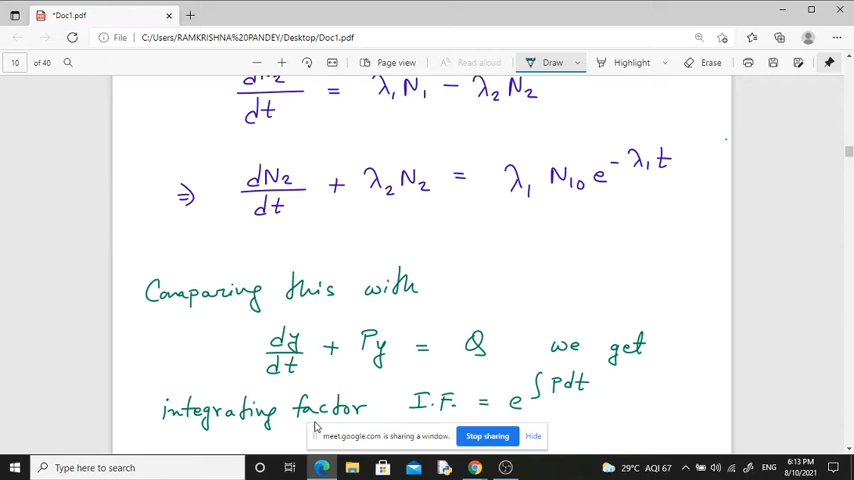 *Doc1.pdf
File C:/Users/RAMKRISHNA%20PANDEY/Desktop/Doc1.pdf
10 of 40 Page view Read aloud Draw Highlight Erase
dN₂/dt = λ₁N₁ − λ₂N₂
⇒ dN₂/dt + λ₂N₂ = λ₁ N₁₀ e^(−λ₁t)
Comparing this with
dy/dt + Py = Q we get
integrating factor I.F. = e^(∫Pdt)
meet.google.com is sharing a window. Stop sharing Hide
Type here to search 29°C AQI 67 ENG 6:13 PM
8/10/2021